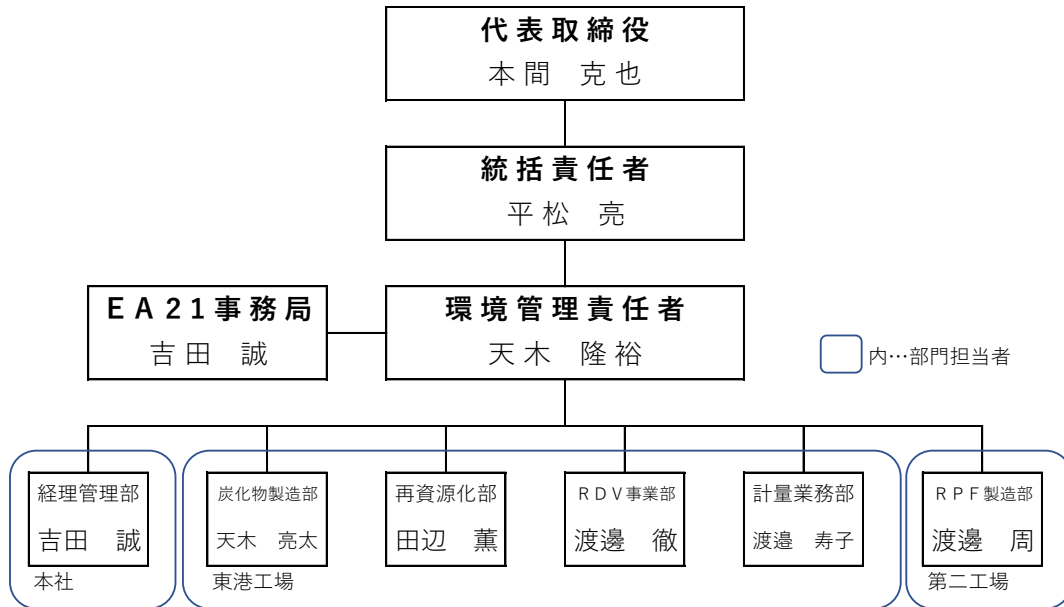 代表取締役
本間　克也
統括責任者
平松　亮
ＥＡ21事務局
吉田　誠
環境管理責任者
天木　隆裕
内…部門担当者
経理管理部
吉田　誠
本社
炭化物製造部
天木　亮太
再資源化部
田辺　薫
ＲＤＶ事業部
渡邊　徹
計量業務部
渡邉　寿子
東港工場
ＲＰＦ製造部
渡邊　周
第二工場